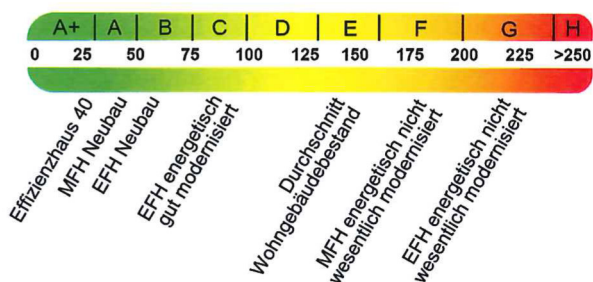 A+ A B C D E F G H
0 25 50 75 100 125 150 175 200 225 >250
Effizienzhaus 40
MFH Neubau
EFH Neubau
EFH energetisch
gut modernisiert
Durchschnitt
Wohngebäudebestand
MFH energetisch nicht
wesentlich modernisiert
EFH energetisch nicht
wesentlich modernisiert